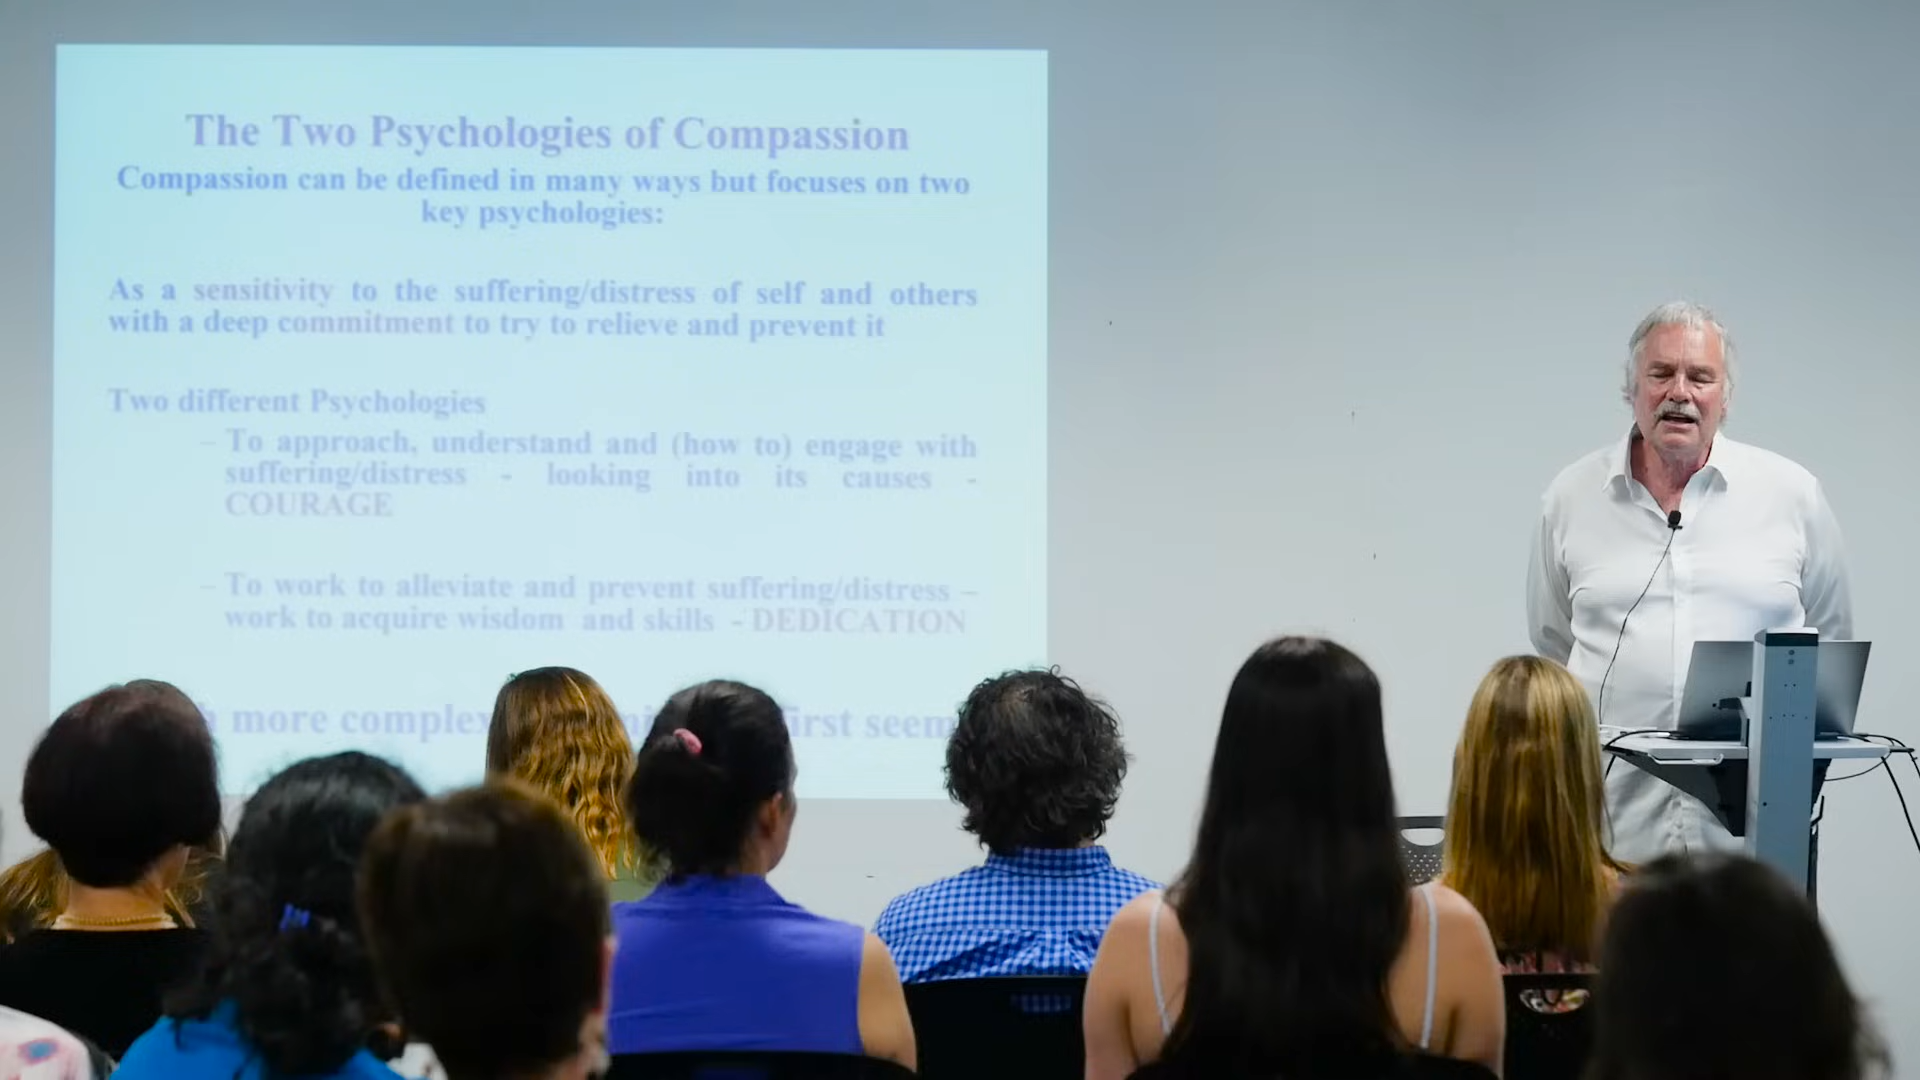 The Two Psychologies of Compassion
Compassion can be defined in many ways but focuses on two
key psychologies:
As a sensitivity to the suffering/distress of self and others
with a deep commitment to try to relieve and prevent it
Two different Psychologies
– To approach, understand and (how to) engage with
suffering/distress - looking into its causes -
COURAGE
– To work to alleviate and prevent suffering/distress –
work to acquire wisdom and skills - DEDICATION
more complex first seem